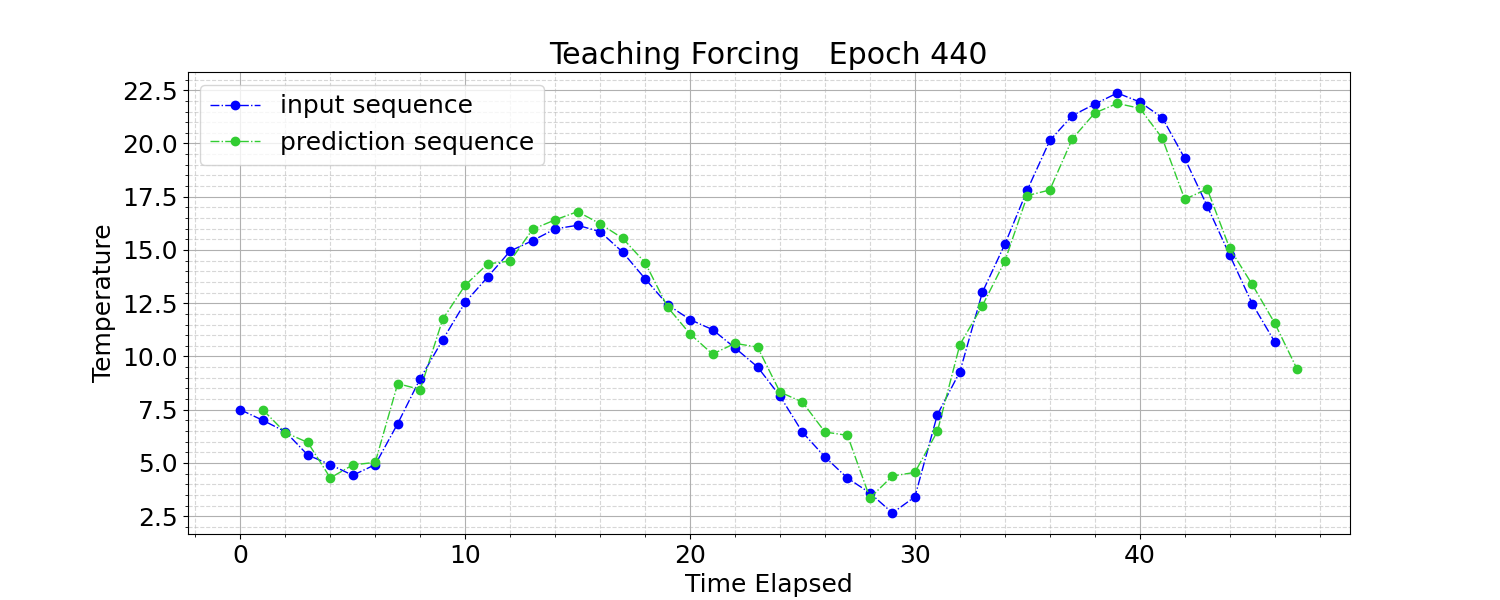 Teaching Forcing   Epoch 440
input sequence
prediction sequence
22.5
20.0
17.5
15.0
12.5
10.0
7.5
5.0
2.5
Temperature
0 10 20 30 40
Time Elapsed